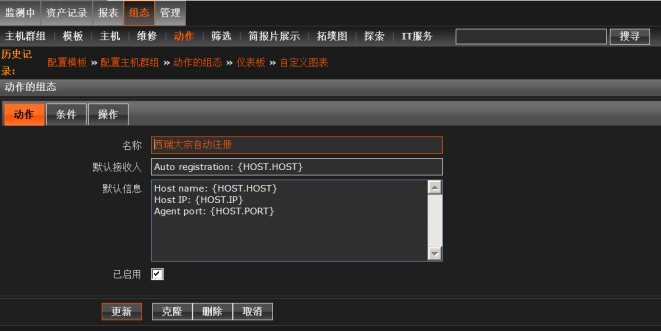 监测中 资产记录 报表 组态 管理
主机群组 模板 主机 维修 动作 筛选 简报片展示 拓墣图 探索 IT服务 搜寻
历史记录: 配置模板 » 配置主机群组 » 动作的组态 » 仪表板 » 自定义图表
动作的组态
动作 条件 操作
名称 西瑞大宗自动注册
默认接收人 Auto registration: {HOST.HOST}
默认信息 Host name: {HOST.HOST}
Host IP: {HOST.IP}
Agent port: {HOST.PORT}
已启用
更新 克隆 删除 取消